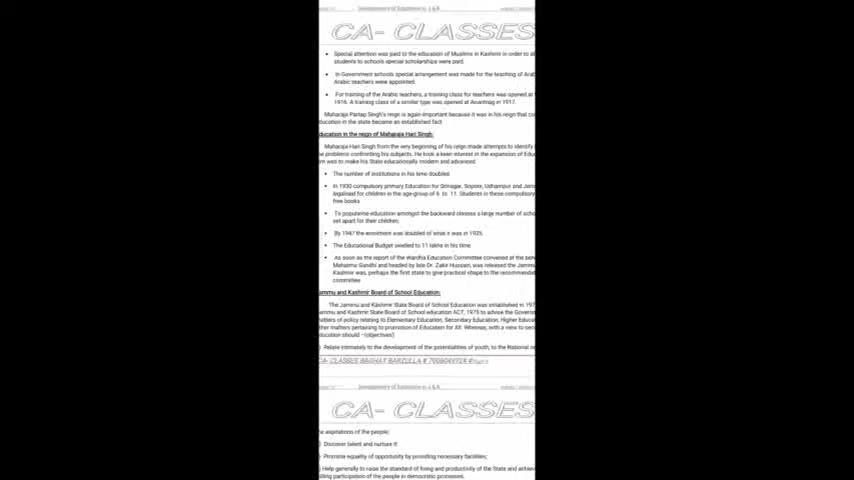 Development of Education in J &K
CA- CLASSES
• Special attention was paid to the education of Muslims in Kashmir in order to
students to schools special scholarships were paid.
• In Government schools special arrangement was made for the teaching of
Arabic teachers were appointed.
• For training of the Arabic teachers, a training class for teachers was opened at
1916. A training class of a similar type was opened at Anantnag in 1917.
Maharaja Partap Singh's reign is again important because it was in his reign that
ducation in the state became an established fact
ducation in the reign of Maharaja Hari Singh:
Maharaja Hari Singh from the very beginning of his reign made attempts to identify
e problems confronting his subjects. He took a keen interest in the expansion of
m was to make his State educationally modern and advanced
• The number of institutions in his time doubled
• In 1930 compulsory primary Education for Srinagar, Sopore, Udhampur and
legalised for children in the age-group of 6 to 11. Students in these compulsory
free books
• To popularise education amongst the backward classes a large number of
set apart for their children.
• By 1947 the enrolment was doubled of what it was in 1925.
• The Educational Budget swelled to 11 lakhs in his time
• As soon as the report of the Wardha Education Committee convened at the
Mahatma Gandhi and headed by late Dr. Zakir Hussain, was released the Jammu
Kashmir was, perhaps the first state to give practical shape to the
committee
ammu and Kashmir Board of School Education:
The Jammu and Kashmir State Board of School Education was established in
ammu and Kashmir State Board of School education ACT, 1975 to advise the
atters of policy relating to Elementary Education, Secondary Education, Higher
ther matters pertaining to promotion of Education for All. Whereas, with a view to
ducation should –(objectives)
) Relate intimately to the development of the potentialities of youth, to the National
CA- CLASSES BAGHAT BARZULLA #
Development of Education in J &K
CA- CLASSES
he aspirations of the people;
) Discover talent and nurture it
) Promote equality of opportunity by providing necessary facilities;
) Help generally to raise the standard of living and productivity of the State and
lling participation of the people in democratic processes.